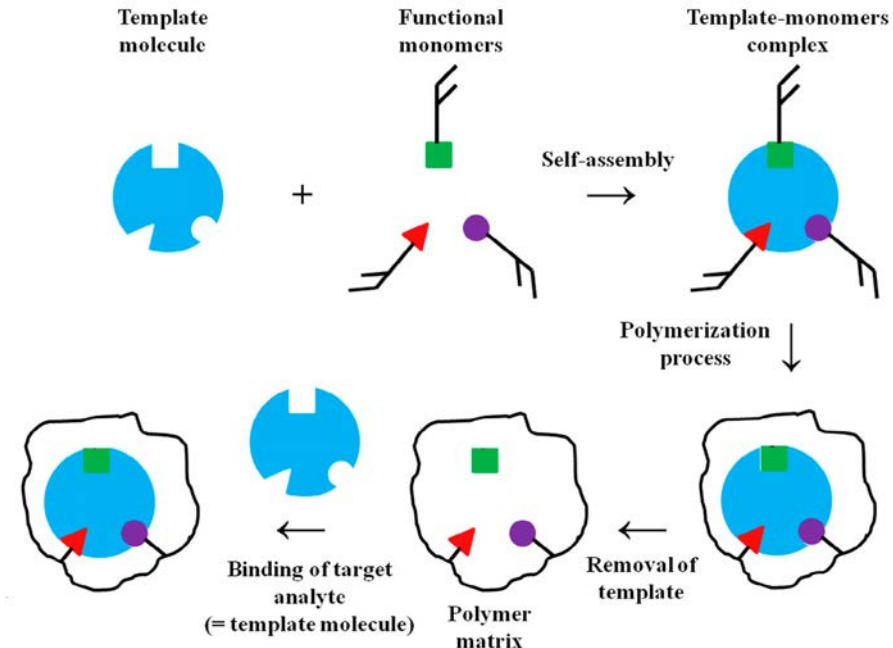 Template
molecule
Functional
monomers
Template-monomers
complex
+
Self-assembly
Polymerization
process
Removal of
template
Polymer
matrix
Binding of target
analyte
(= template molecule)